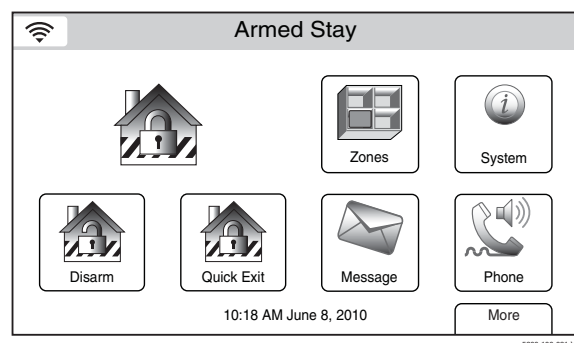 Armed Stay
Zones
System
Disarm
Quick Exit
Message
Phone
10:18 AM June 8, 2010
More